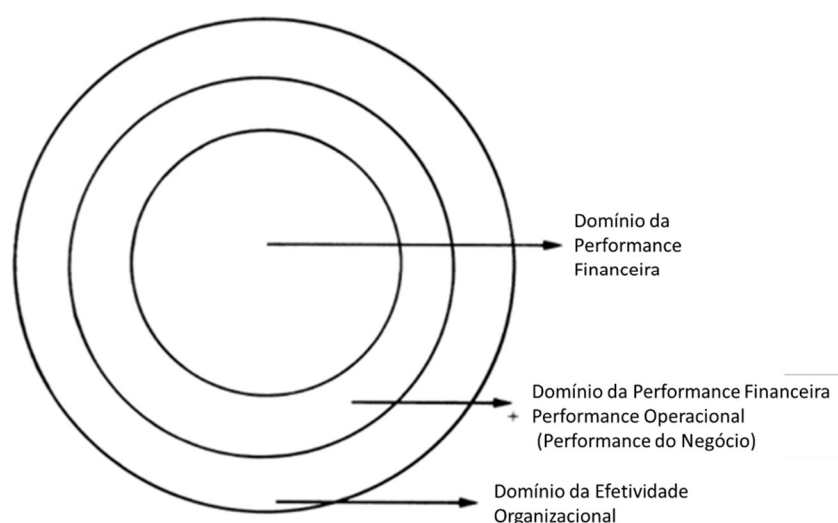 Domínio da
Performance
Financeira
Domínio da Performance Financeira
+ Performance Operacional
(Performance do Negócio)
Domínio da Efetividade
Organizacional